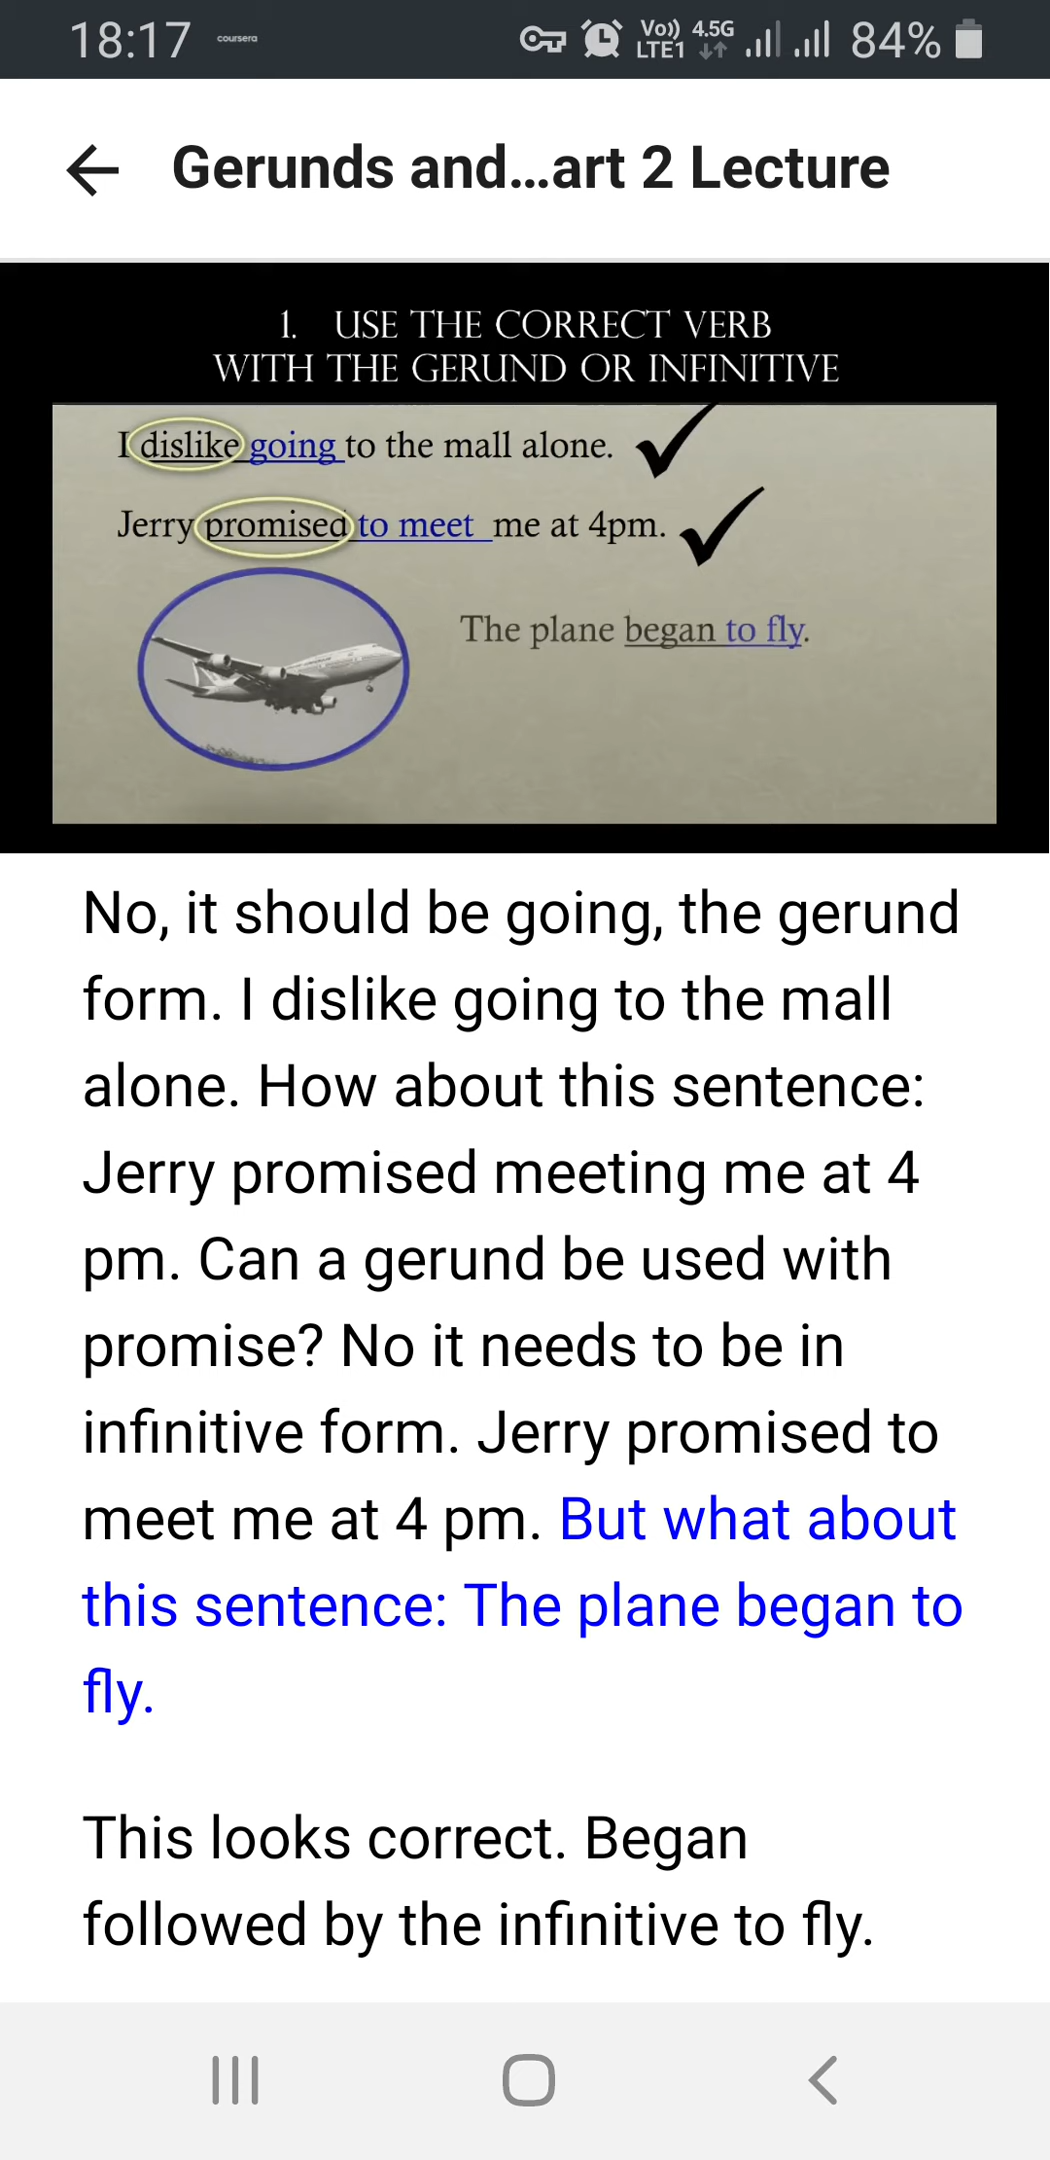 18:17 coursera Vo)) LTE1 4.5G 84%
Gerunds and...art 2 Lecture
1. USE THE CORRECT VERB
WITH THE GERUND OR INFINITIVE
I dislike going to the mall alone.
Jerry promised to meet me at 4pm.
The plane began to fly.
No, it should be going, the gerund
form. I dislike going to the mall
alone. How about this sentence:
Jerry promised meeting me at 4
pm. Can a gerund be used with
promise? No it needs to be in
infinitive form. Jerry promised to
meet me at 4 pm. But what about
this sentence: The plane began to
fly.
This looks correct. Began
followed by the infinitive to fly.